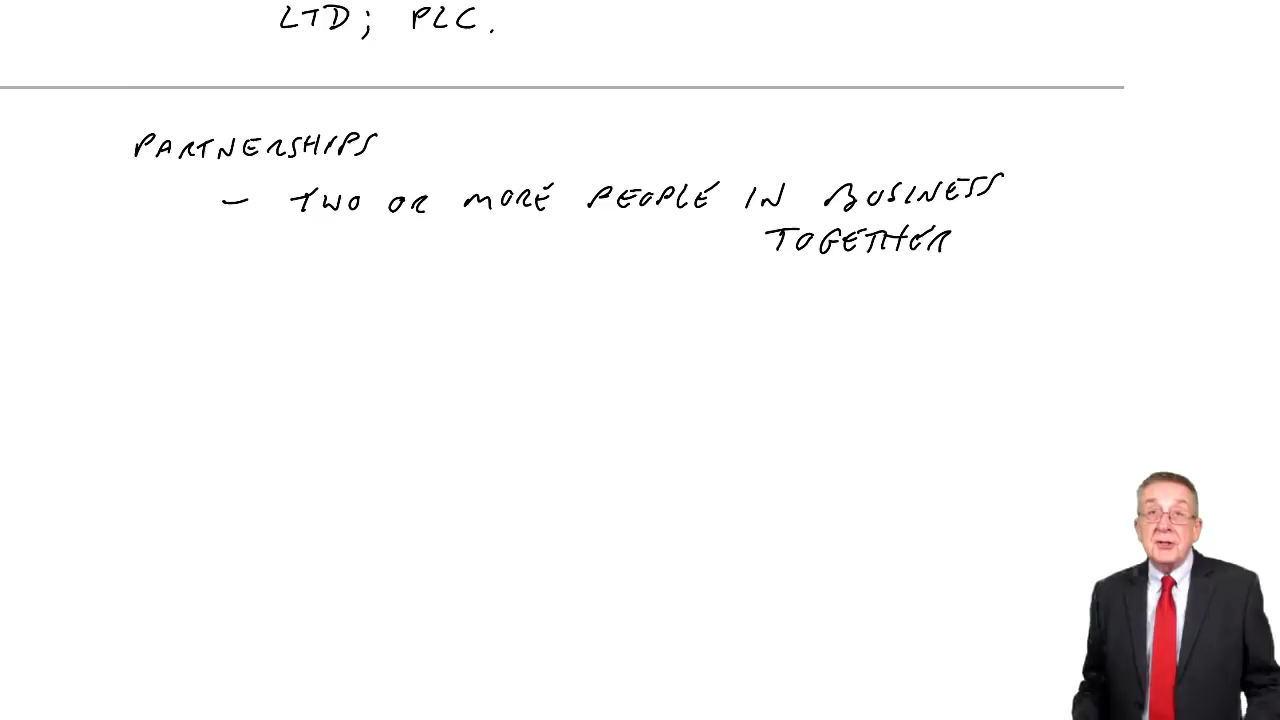 LTD; PLC.
PARTNERSHIPS
- TWO OR MORE PEOPLE IN BUSINESS
TOGETHER